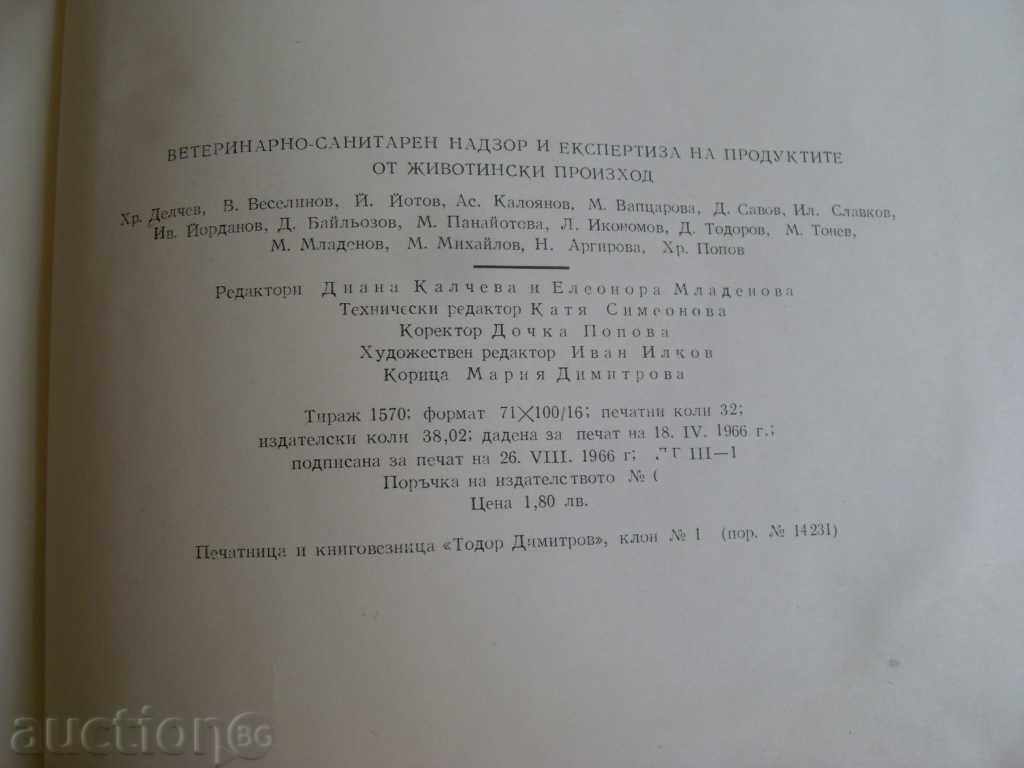 ВЕТЕРИНАРНО-САНИТАРЕН НАДЗОР И ЕКСПЕРТИЗА НА ПРОДУКТИТЕ
ОТ ЖИВОТИНСКИ ПРОИЗХОД
Хр. Делчев, В. Веселинов, Й. Йотов, Ас. Калоянов, М. Вапцарова, Д. Савов, Ил. Славков,
Ив. Йорданов, Д. Байльозов, М. Панайотова, Л. Икономов, Д. Тодоров, М. Тонев,
М. Младенов, М. Михайлов, Н. Аргирова, Хр. Попов
Редактори Диана Калчева и Елеонора Младенова
Технически редактор Катя Симеонова
Коректор Дочка Попова
Художествен редактор Иван Илков
Корица Мария Димитрова
Тираж 1570; формат 71×100/16; печатни коли 32;
издателски коли 38,02; дадена за печат на 18. IV. 1966 г.;
подписана за печат на 26. VIII. 1966 г; III—1
Поръчка на издателството №
Цена 1,80 лв.
Печатница и книговезница «Тодор Димитров», клон № 1 (пор. № 14231)
auction BG